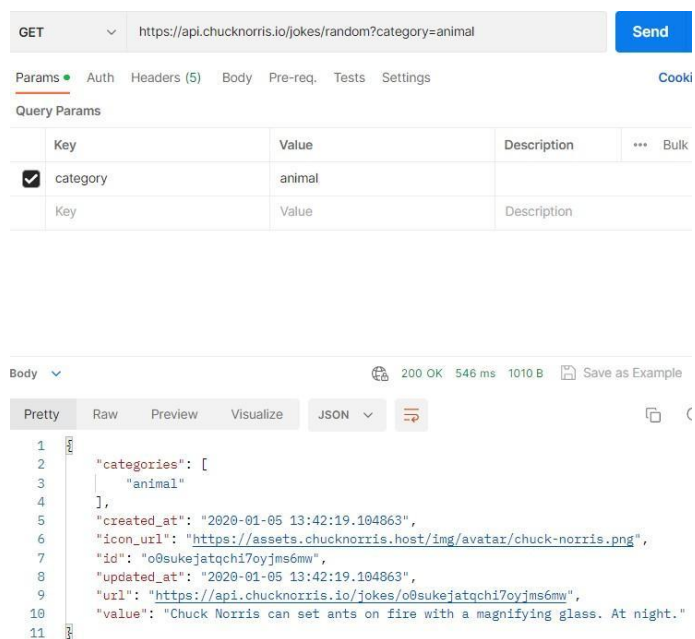 GET https://api.chucknorris.io/jokes/random?category=animal Send
Params Auth Headers (5) Body Pre-req. Tests Settings
Query Params
Key Value Description Bulk
category animal
Key Value Description
Body 200 OK 546 ms 1010 B Save as Example
Pretty Raw Preview Visualize JSON
1 {
2 "categories": [
3 "animal"
4 ],
5 "created_at": "2020-01-05 13:42:19.104863",
6 "icon_url": "https://assets.chucknorris.host/img/avatar/chuck-norris.png",
7 "id": "o0sukejatqchi7oyjms6mw",
8 "updated_at": "2020-01-05 13:42:19.104863",
9 "url": "https://api.chucknorris.io/jokes/o0sukejatqchi7oyjms6mw",
10 "value": "Chuck Norris can set ants on fire with a magnifying glass. At night."
11 }